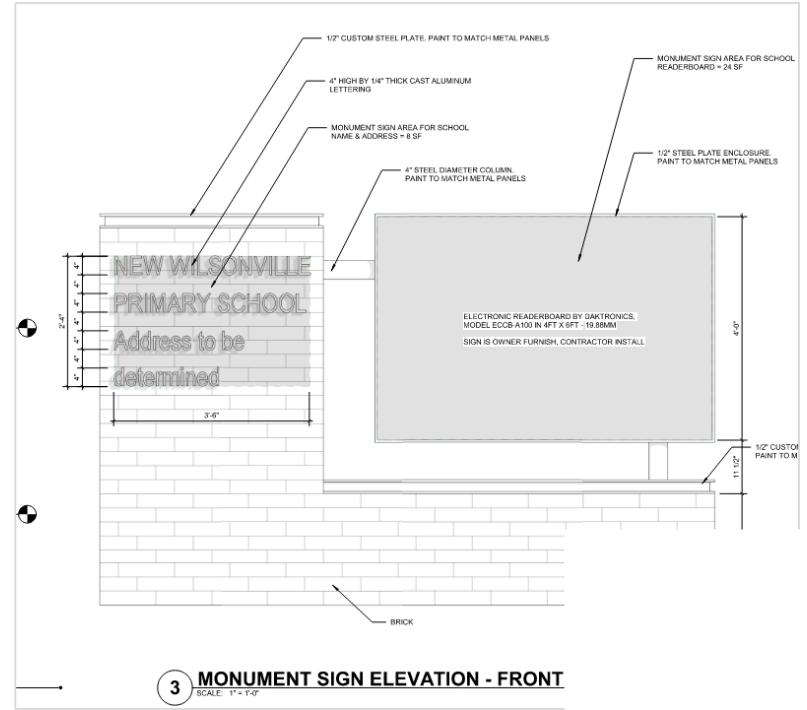 1/2" CUSTOM STEEL PLATE. PAINT TO MATCH METAL PANELS
MONUMENT SIGN AREA FOR SCHOOL
READERBOARD = 24 SF
4" HIGH BY 1/4" THICK CAST ALUMINUM
LETTERING
MONUMENT SIGN AREA FOR SCHOOL
NAME & ADDRESS = 8 SF
1/2" STEEL PLATE ENCLOSURE.
PAINT TO MATCH METAL PANELS
4" STEEL DIAMETER COLUMN.
PAINT TO MATCH METAL PANELS
NEW WILSONVILLE
PRIMARY SCHOOL
Address to be
determined
4"
4"
4"
4"
4"
4"
4"
2'-4"
3'-6"
ELECTRONIC READERBOARD BY DAKTRONICS,
MODEL ECCB-A100 IN 4FT X 6FT - 19.88MM
SIGN IS OWNER FURNISH, CONTRACTOR INSTALL
4'-0"
11 1/2"
1/2" CUSTO
PAINT TO M
BRICK
3
MONUMENT SIGN ELEVATION - FRONT
SCALE: 1" = 1'-0"